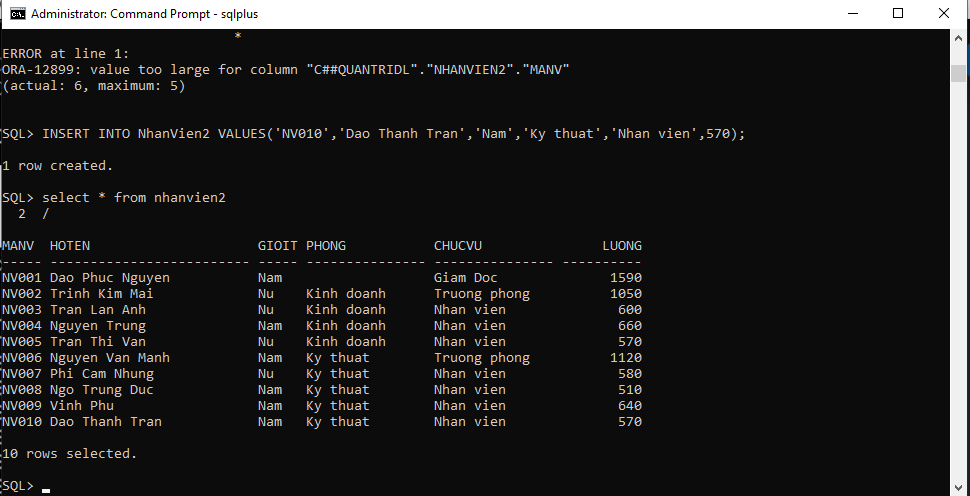 Administrator: Command Prompt - sqlplus
*
ERROR at line 1:
ORA-12899: value too large for column "C##QUANTRIDL"."NHANVIEN2"."MANV"
(actual: 6, maximum: 5)
SQL> INSERT INTO NhanVien2 VALUES('NV010','Dao Thanh Tran','Nam','Ky thuat','Nhan vien',570);
1 row created.
SQL> select * from nhanvien2
2 /
MANV HOTEN GIOIT PHONG CHUCVU LUONG
----- ------------------------- ----- --------------- --------------- ----------
NV001 Dao Phuc Nguyen Nam Giam Doc 1590
NV002 Trinh Kim Mai Nu Kinh doanh Truong phong 1050
NV003 Tran Lan Anh Nu Kinh doanh Nhan vien 600
NV004 Nguyen Trung Nam Kinh doanh Nhan vien 660
NV005 Tran Thi Van Nu Kinh doanh Nhan vien 570
NV006 Nguyen Van Manh Nam Ky thuat Truong phong 1120
NV007 Phi Cam Nhung Nu Ky thuat Nhan vien 580
NV008 Ngo Trung Duc Nam Ky thuat Nhan vien 510
NV009 Vinh Phu Nam Ky thuat Nhan vien 640
NV010 Dao Thanh Tran Nam Ky thuat Nhan vien 570
10 rows selected.
SQL>